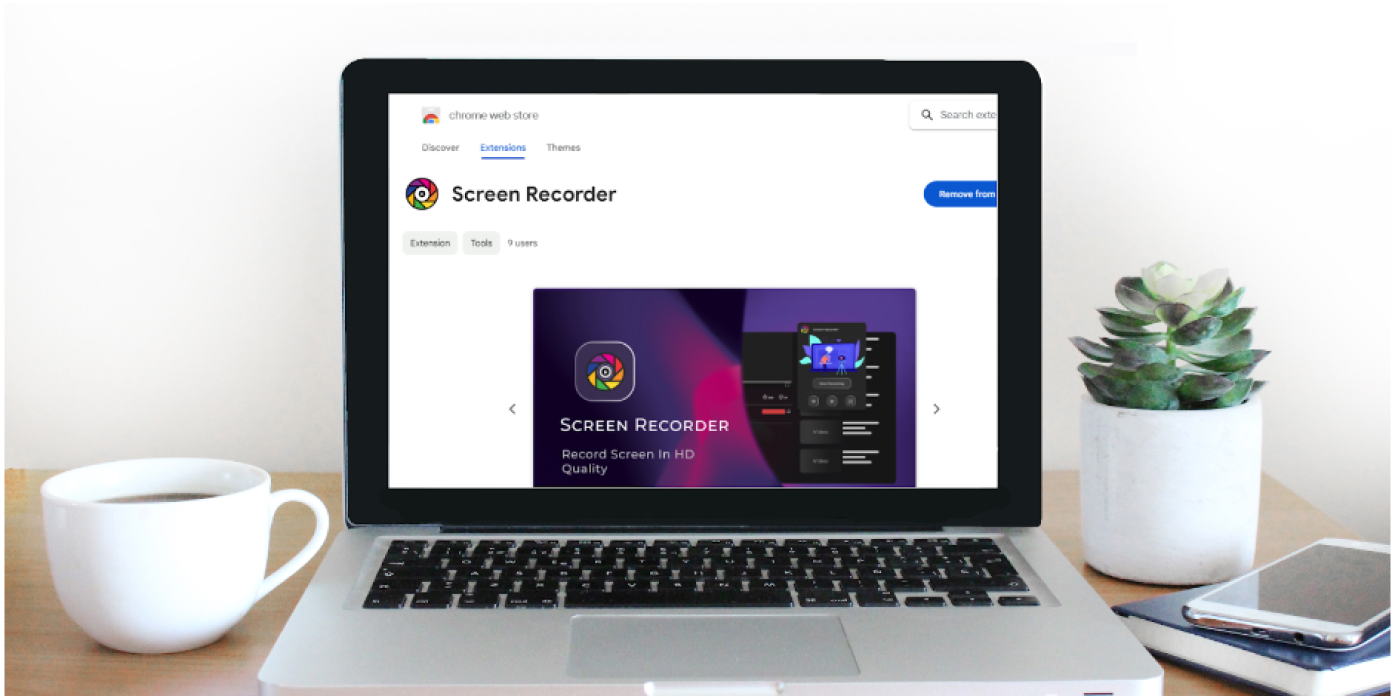 chrome web store
Search exte
Discover Extensions Themes
Screen Recorder
Remove from
Extension Tools 9 users
SCREEN RECORDER
Record Screen In HD
Quality